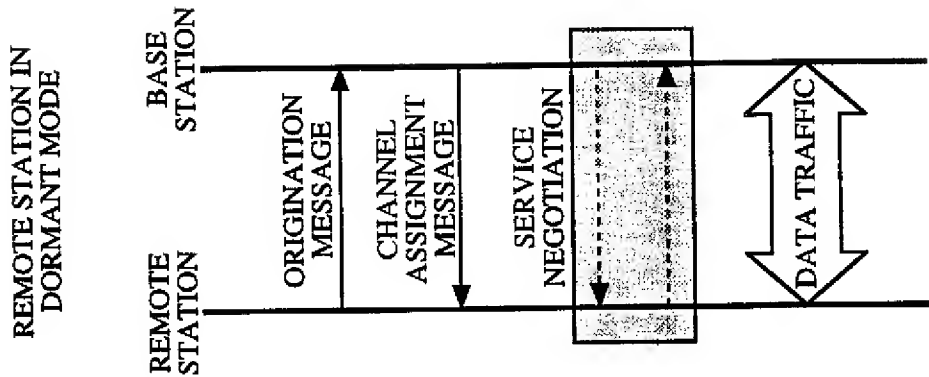 REMOTE STATION IN
DORMANT MODE
REMOTE
STATION
BASE
STATION
ORIGINATION
MESSAGE
CHANNEL
ASSIGNMENT
MESSAGE
SERVICE
NEGOTIATION
DATA TRAFFIC